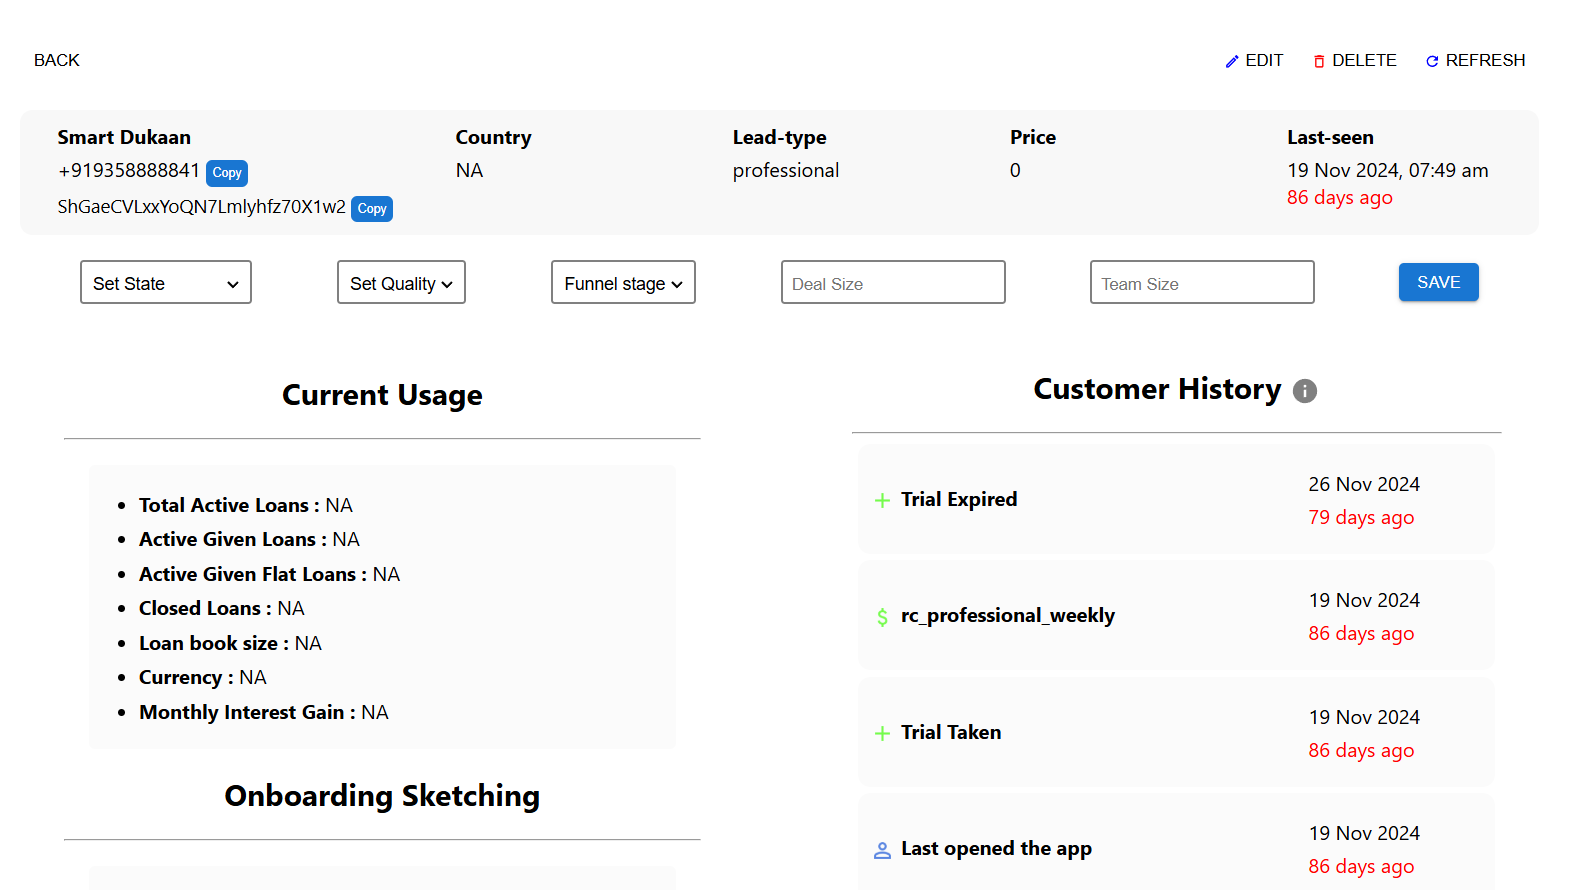 BACK
EDIT
DELETE
REFRESH
Smart Dukaan
+919358888841 Copy
ShGaeCVLxxYoQN7Lmlyhfz70X1w2 Copy
Country
NA
Lead-type
professional
Price
0
Last-seen
19 Nov 2024, 07:49 am
86 days ago
Set State
Set Quality
Funnel stage
Deal Size
Team Size
SAVE
Current Usage
Total Active Loans : NA
Active Given Loans : NA
Active Given Flat Loans : NA
Closed Loans : NA
Loan book size : NA
Currency : NA
Monthly Interest Gain : NA
Onboarding Sketching
Customer History
Trial Expired
26 Nov 2024
79 days ago
rc_professional_weekly
19 Nov 2024
86 days ago
Trial Taken
19 Nov 2024
86 days ago
Last opened the app
19 Nov 2024
86 days ago